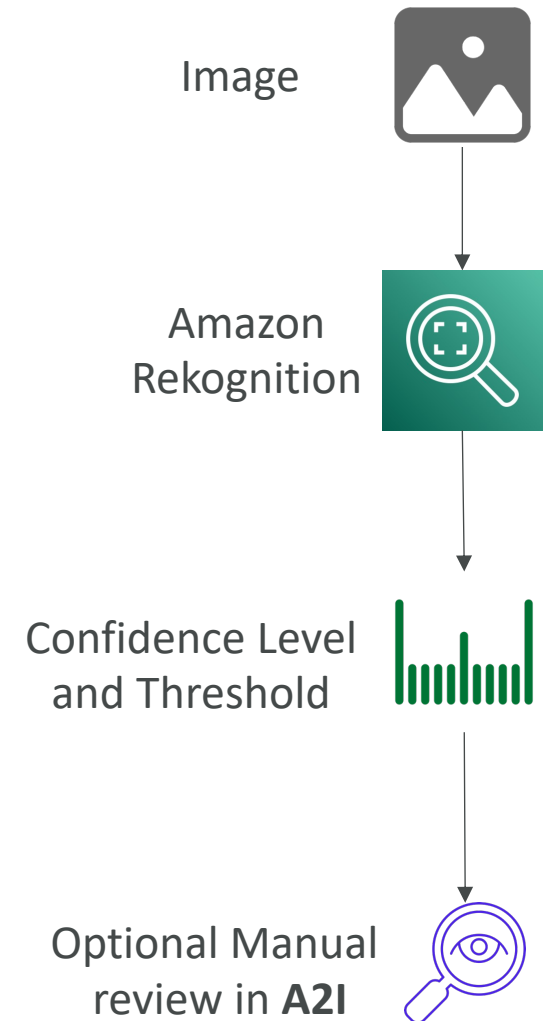 Image
Amazon
Rekognition
Confidence Level
and Threshold
Optional Manual
review in A2I